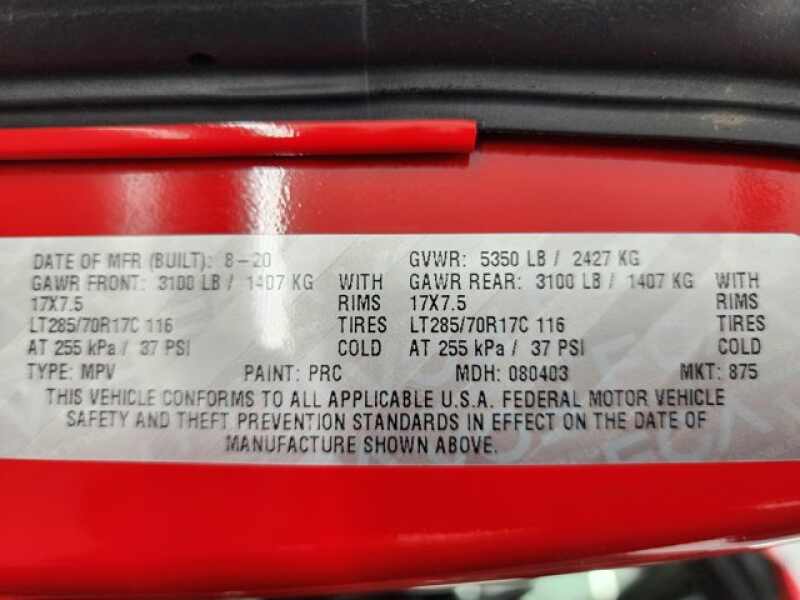 DATE OF MFR (BUILT): 8-20 GVWR: 5350 LB / 2427 KG
GAWR FRONT: 3100 LB / 1407 KG WITH GAWR REAR: 3100 LB / 1407 KG WITH
17X7.5 RIMS 17X7.5 RIMS
LT285/70R17C 116 TIRES LT285/70R17C 116 TIRES
AT 255 kPa / 37 PSI COLD AT 255 kPa / 37 PSI COLD
TYPE: MPV PAINT: PRC MDH: 080403 MKT: 875
THIS VEHICLE CONFORMS TO ALL APPLICABLE U.S.A. FEDERAL MOTOR VEHICLE
SAFETY AND THEFT PREVENTION STANDARDS IN EFFECT ON THE DATE OF
MANUFACTURE SHOWN ABOVE.